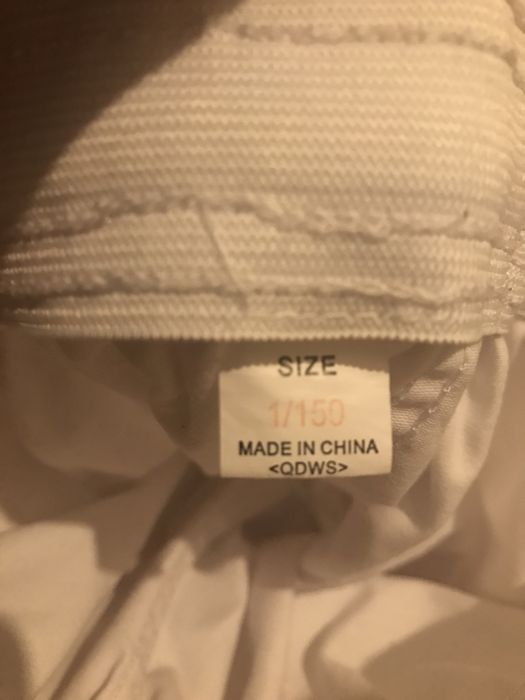 SIZE
1/150
MADE IN CHINA
<QDWS>